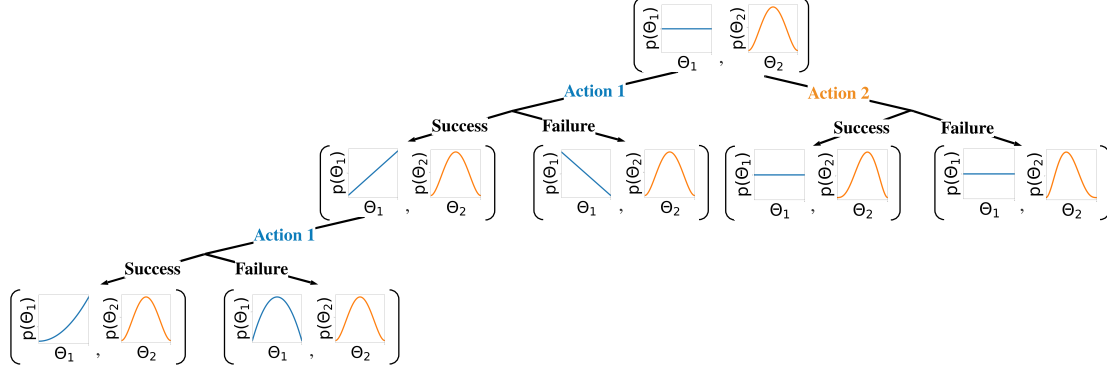 p(Θ1)
p(Θ2)
Θ1 , Θ2
Action 1
Action 2
Success
Failure
Success
Failure
p(Θ1)
p(Θ2)
p(Θ1)
p(Θ2)
p(Θ1)
p(Θ2)
p(Θ1)
p(Θ2)
Θ1 , Θ2
Θ1 , Θ2
Θ1 , Θ2
Θ1 , Θ2
Action 1
Success
Failure
p(Θ1)
p(Θ2)
p(Θ1)
p(Θ2)
Θ1 , Θ2
Θ1 , Θ2